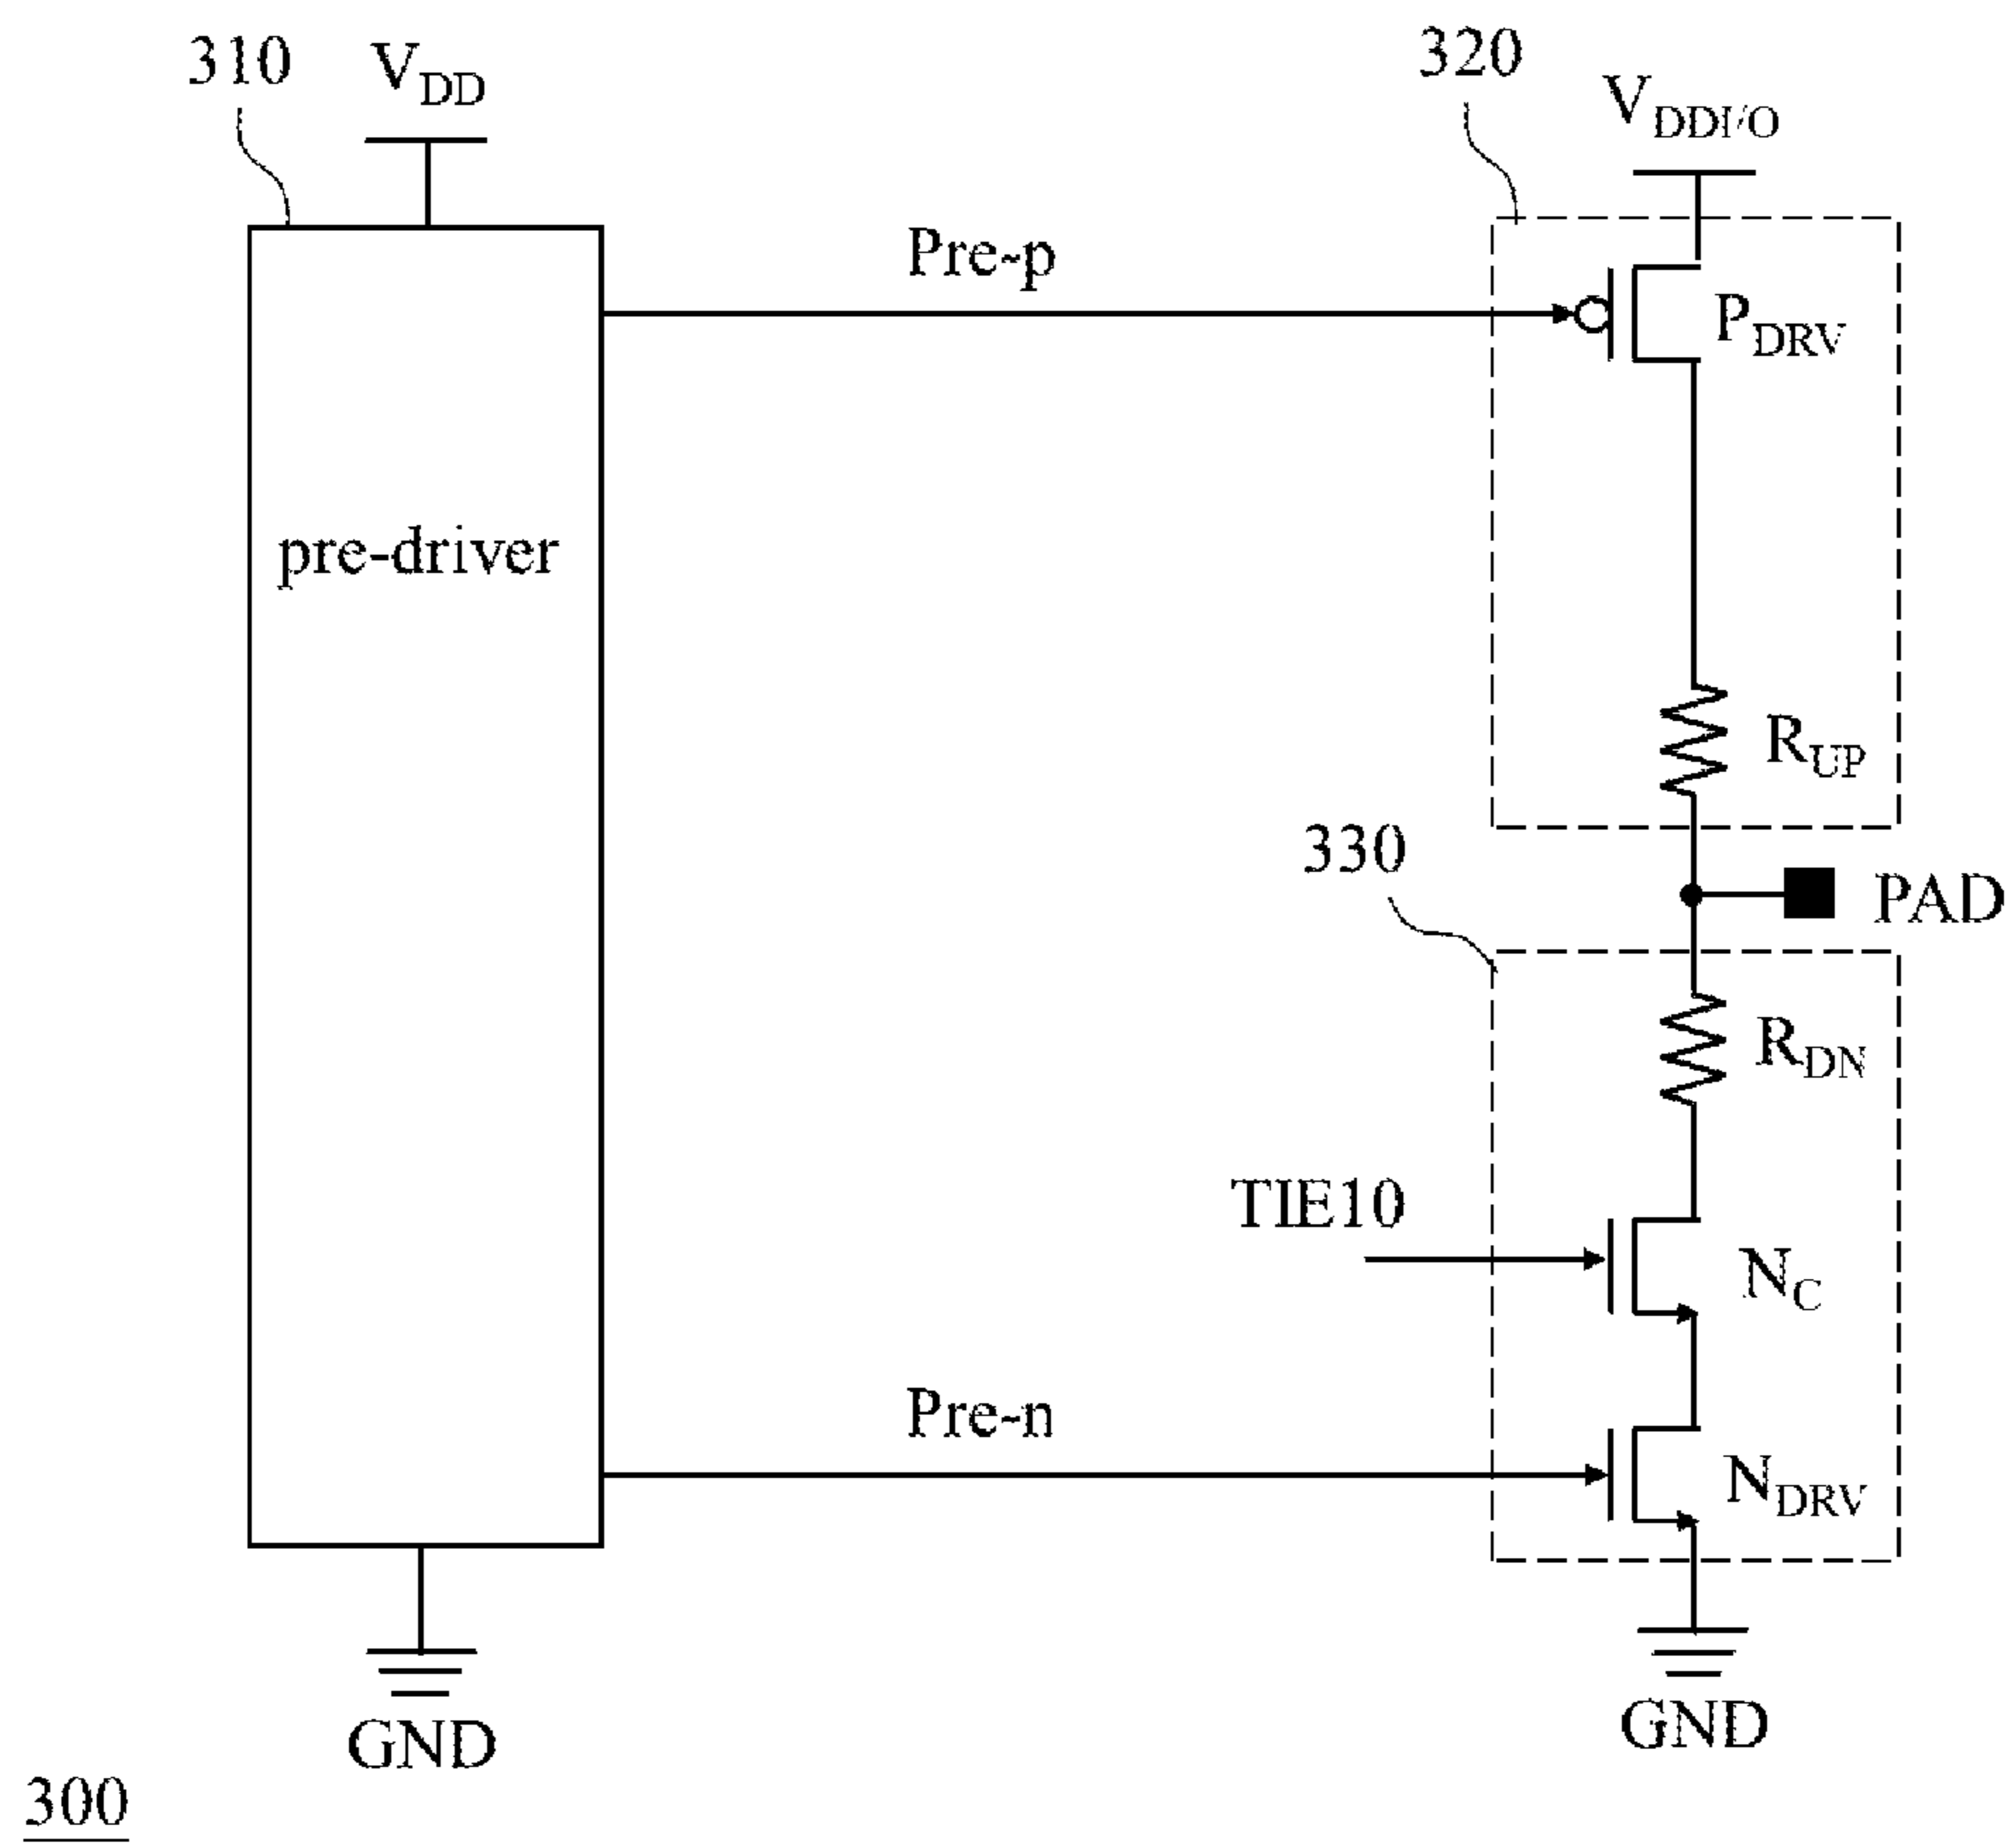 310
VDD
320
VDDI/O
Pre-p
PDRV
pre-driver
RUP
330
PAD
RDN
TIE10
NC
Pre-n
NDRV
GND
GND
300